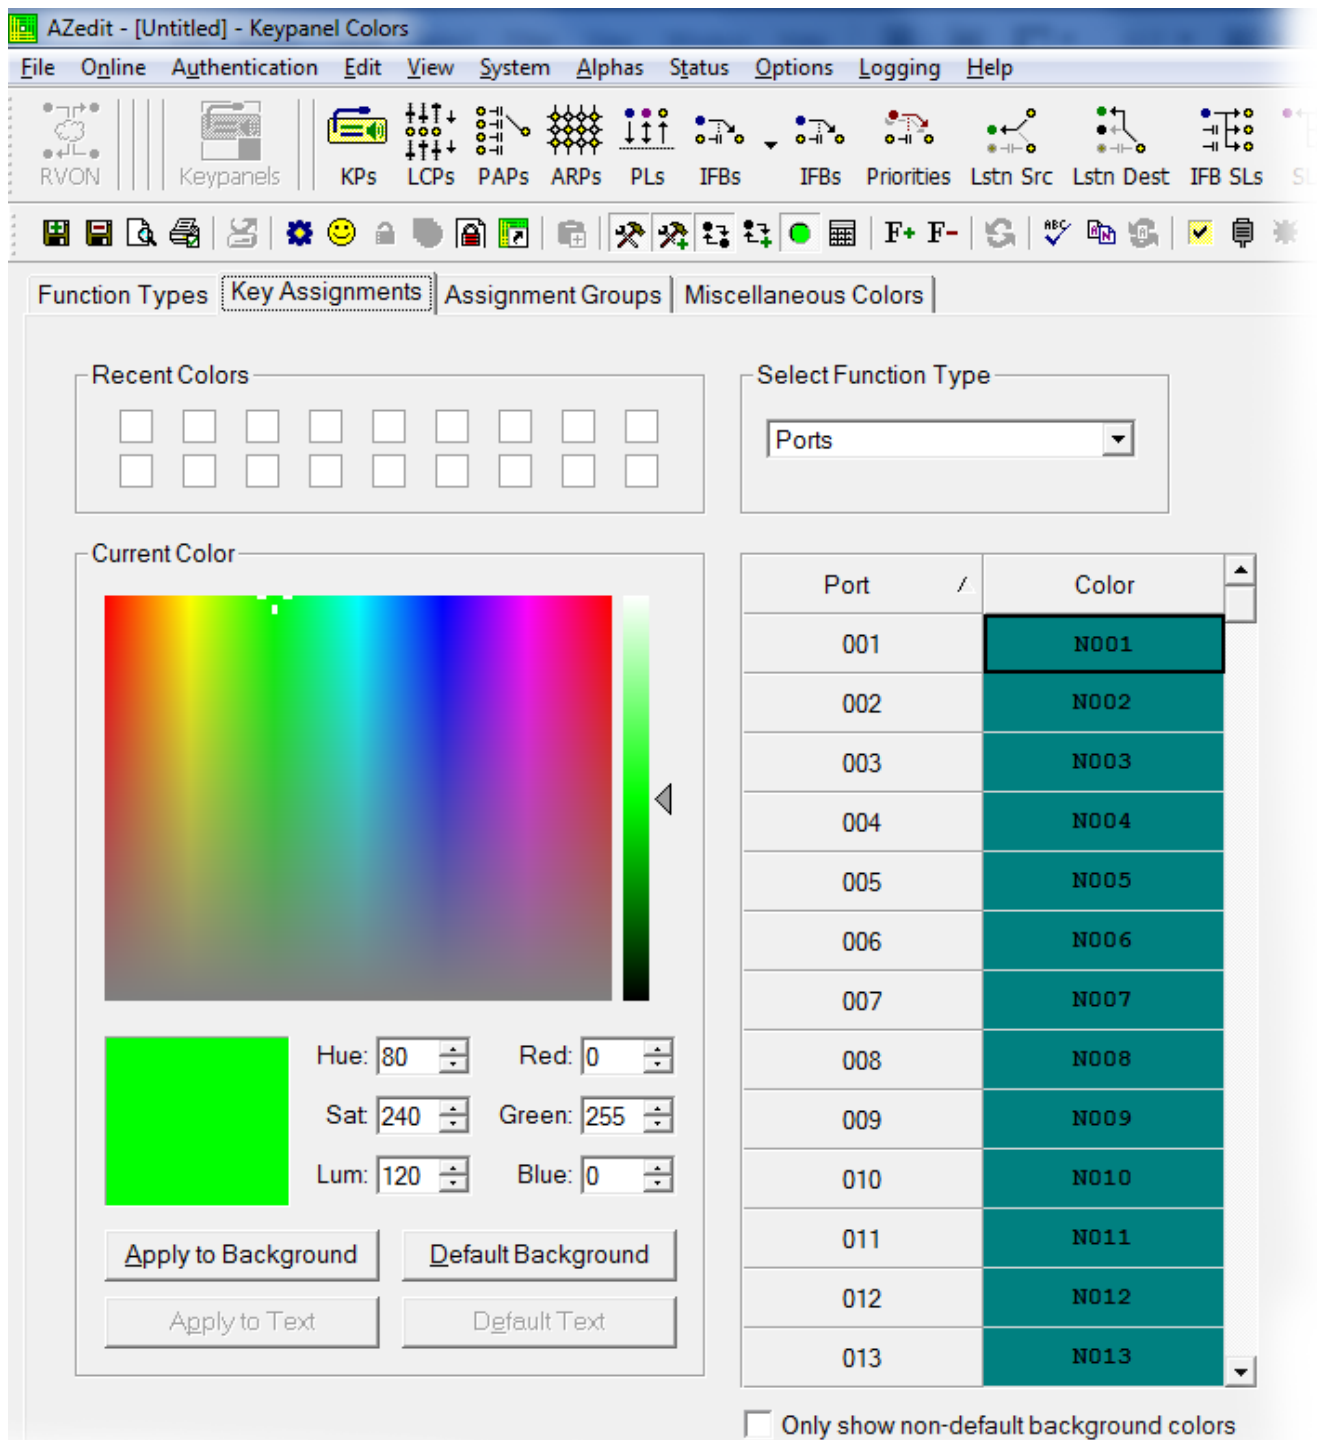 AZedit - [Untitled] - Keypanel Colors
File Online Authentication Edit View System Alphas Status Options Logging Help
RVON Keypanels KPs LCPs PAPs ARPs PLs IFBs IFBs Priorities Lstn Src Lstn Dest IFB SLs
F+ F- ABC
Function Types Key Assignments Assignment Groups Miscellaneous Colors
Recent Colors
Select Function Type
Ports
Current Color
Port Color
001 N001
002 N002
003 N003
004 N004
005 N005
006 N006
007 N007
008 N008
009 N009
010 N010
011 N011
012 N012
013 N013
Hue: 80 Red: 0
Sat: 240 Green: 255
Lum: 120 Blue: 0
Apply to Background Default Background
Apply to Text Default Text
Only show non-default background colors